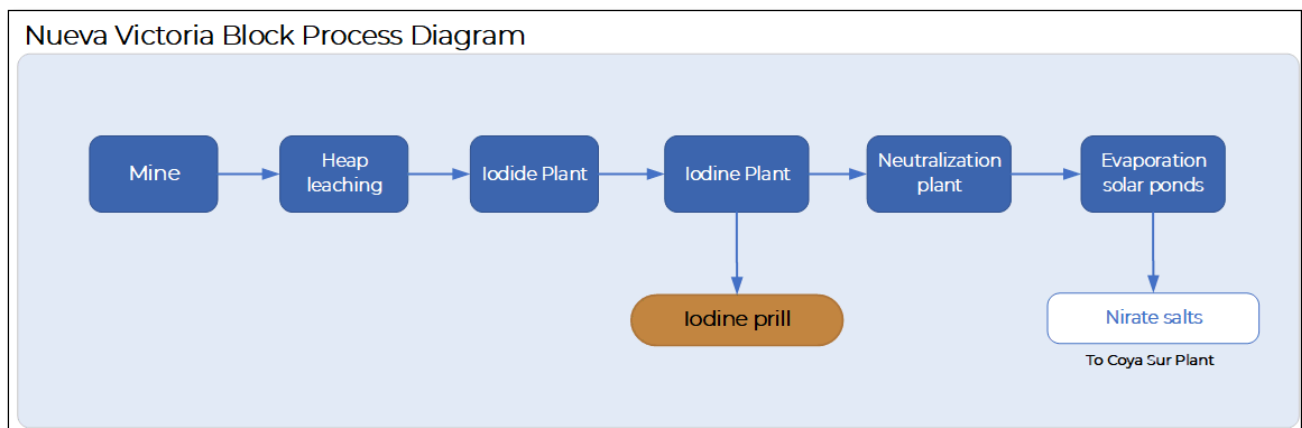 Nueva Victoria Block Process Diagram
Mine
Heap
leaching
Iodide Plant
Iodine Plant
Neutralization
plant
Evaporation
solar ponds
Iodine prill
Nirate salts
To Coya Sur Plant